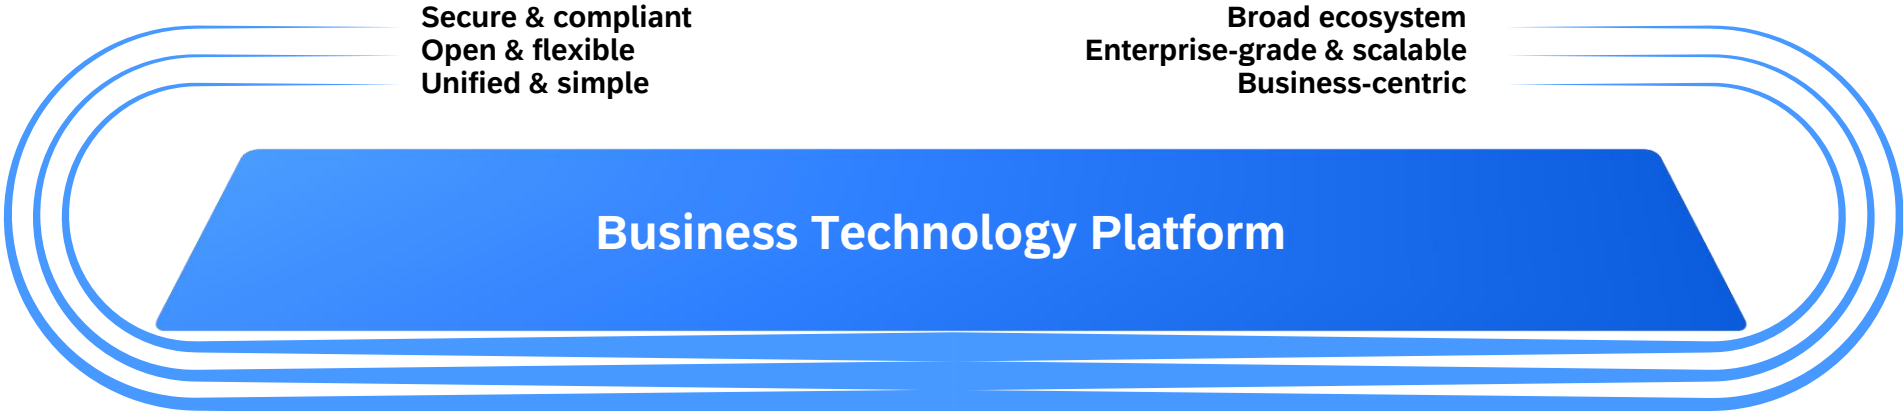 Secure & compliant
Open & flexible
Unified & simple
Broad ecosystem
Enterprise-grade & scalable
Business-centric
Business Technology Platform